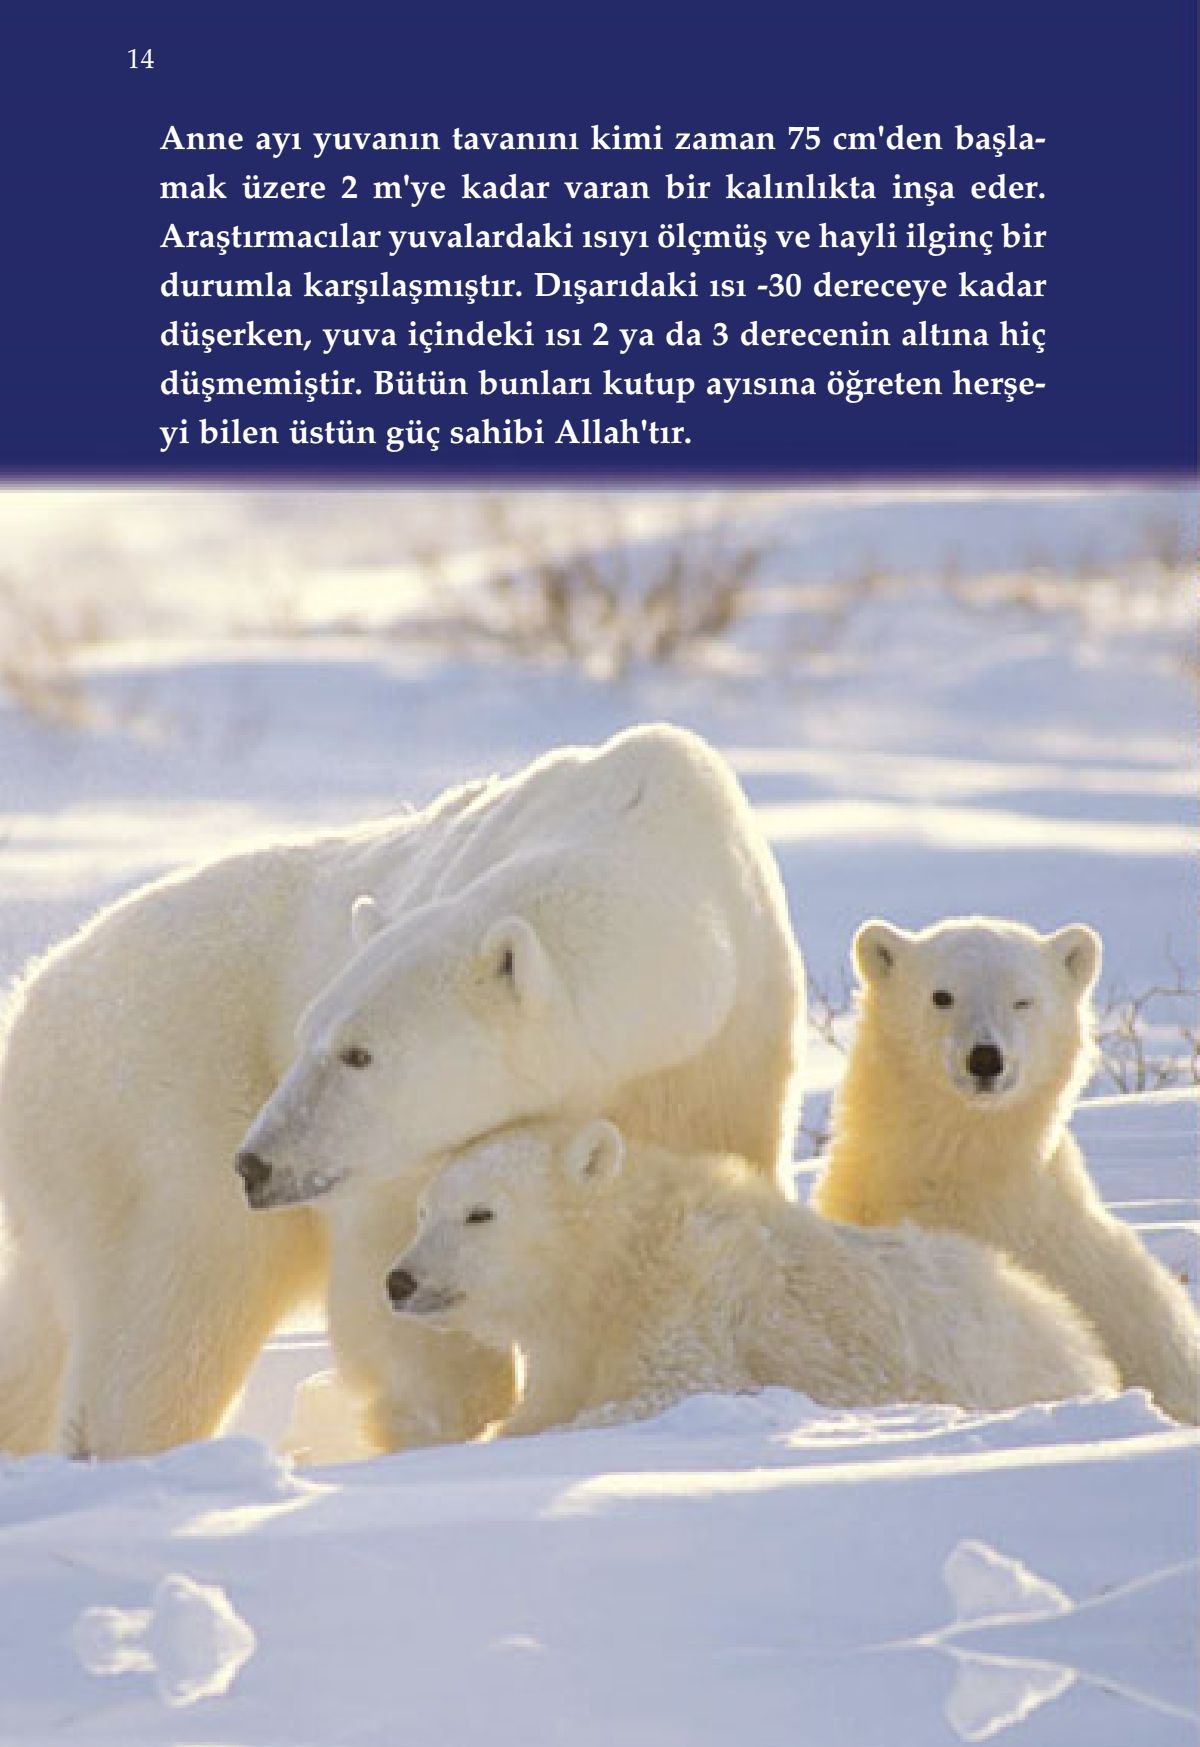 14
Anne ayı yuvanın tavanını kimi zaman 75 cm'den başla-
mak üzere 2 m'ye kadar varan bir kalınlıkta inşa eder.
Araştırmacılar yuvalardaki ısıyı ölçmüş ve hayli ilginç bir
durumla karşılaşmıştır. Dışarıdaki ısı -30 dereceye kadar
düşerken, yuva içindeki ısı 2 ya da 3 derecenin altına hiç
düşmemiştir. Bütün bunları kutup ayısına öğreten herşe-
yi bilen üstün güç sahibi Allah'tır.